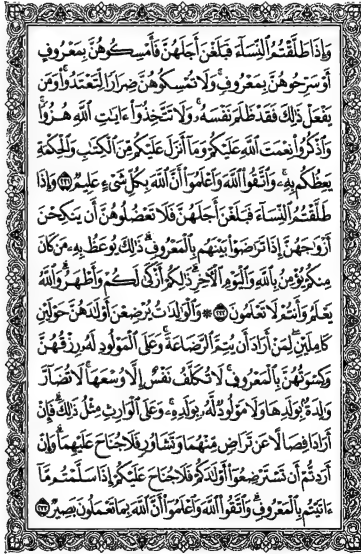 وَإِذَا طَلَّقْتُمُ النِّسَآءَ فَبَلَغْنَ أَجَلَهُنَّ فَأَمْسِكُوهُنَّ بِمَعْرُوفٍ
أَوْ سَرِّحُوهُنَّ بِمَعْرُوفٍ وَلَا تُمْسِكُوهُنَّ ضِرَارًا لِّتَعْتَدُوا۟ وَمَن
يَفْعَلْ ذَٰلِكَ فَقَدْ ظَلَمَ نَفْسَهُۥ وَلَا تَتَّخِذُوٓا۟ ءَايَٰتِ ٱللَّهِ هُزُوًا
وَٱذْكُرُوا۟ نِعْمَتَ ٱللَّهِ عَلَيْكُمْ وَمَآ أَنزَلَ عَلَيْكُم مِّنَ ٱلْكِتَٰبِ وَٱلْحِكْمَةِ
يَعِظُكُم بِهِۦ وَٱتَّقُوا۟ ٱللَّهَ وَٱعْلَمُوٓا۟ أَنَّ ٱللَّهَ بِكُلِّ شَىْءٍ عَلِيمٌ ٢٣١ وَإِذَا
طَلَّقْتُمُ ٱلنِّسَآءَ فَبَلَغْنَ أَجَلَهُنَّ فَلَا تَعْضُلُوهُنَّ أَن يَنكِحْنَ
أَزْوَٰجَهُنَّ إِذَا تَرَٰضَوْا۟ بَيْنَهُم بِٱلْمَعْرُوفِ ذَٰلِكَ يُوعَظُ بِهِۦ مَن كَانَ
مِنكُمْ يُؤْمِنُ بِٱللَّهِ وَٱلْيَوْمِ ٱلْءَاخِرِ ذَٰلِكُمْ أَزْكَىٰ لَكُمْ وَأَطْهَرُ وَٱللَّهُ
يَعْلَمُ وَأَنتُمْ لَا تَعْلَمُونَ ٢٣٢ ۞ وَٱلْوَٰلِدَٰتُ يُرْضِعْنَ أَوْلَٰدَهُنَّ حَوْلَيْنِ
كَامِلَيْنِ لِمَنْ أَرَادَ أَن يُتِمَّ ٱلرَّضَاعَةَ وَعَلَى ٱلْمَوْلُودِ لَهُۥ رِزْقُهُنَّ
وَكِسْوَتُهُنَّ بِٱلْمَعْرُوفِ لَا تُكَلَّفُ نَفْسٌ إِلَّا وُسْعَهَا لَا تُضَآرَّ
وَٰلِدَةٌۢ بِوَلَدِهَا وَلَا مَوْلُودٌ لَّهُۥ بِوَلَدِهِۦ وَعَلَى ٱلْوَارِثِ مِثْلُ ذَٰلِكَ فَإِنْ
أَرَادَا فِصَالًا عَن تَرَاضٍ مِّنْهُمَا وَتَشَاوُرٍ فَلَا جُنَاحَ عَلَيْهِمَا وَإِنْ
أَرَدتُّمْ أَن تَسْتَرْضِعُوٓا۟ أَوْلَٰدَكُمْ فَلَا جُنَاحَ عَلَيْكُمْ إِذَا سَلَّمْتُم مَّآ
ءَاتَيْتُم بِٱلْمَعْرُوفِ وَٱتَّقُوا۟ ٱللَّهَ وَٱعْلَمُوٓا۟ أَنَّ ٱللَّهَ بِمَا تَعْمَلُونَ بَصِيرٌ ٢٣٣